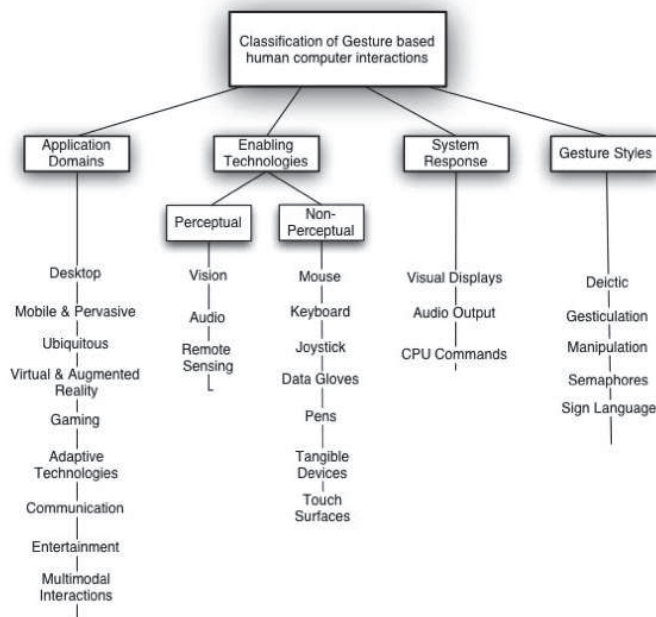 Classification of Gesture based
human computer interactions
Application
Domains
Enabling
Technologies
System
Response
Gesture Styles
Perceptual
Non-
Perceptual
Desktop
Mobile & Pervasive
Ubiquitous
Virtual & Augmented
Reality
Gaming
Adaptive
Technologies
Communication
Entertainment
Multimodal
Interactions
Vision
Audio
Remote
Sensing
Mouse
Keyboard
Joystick
Data Gloves
Pens
Tangible
Devices
Touch
Surfaces
Visual Displays
Audio Output
CPU Commands
Deictic
Gesticulation
Manipulation
Semaphores
Sign Language